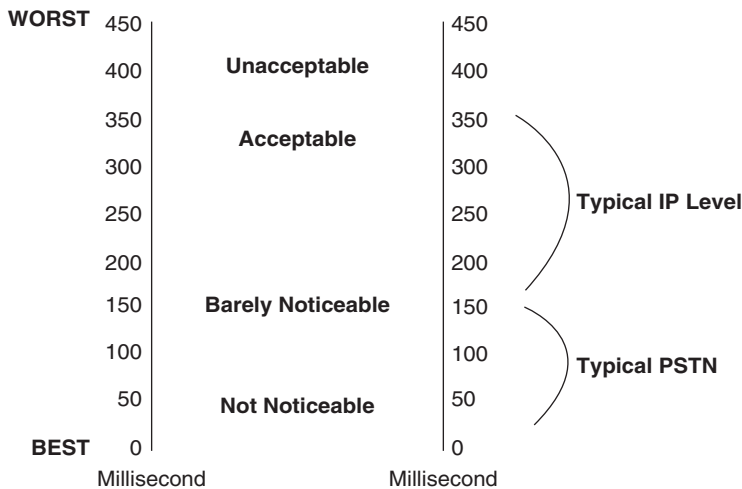 WORST 450 450
400 Unacceptable 400
350 350
Acceptable
300 300
250 250
Typical IP Level
200 200
150 Barely Noticeable 150
100 100
Typical PSTN
50 Not Noticeable 50
BEST 0 0
Millisecond Millisecond